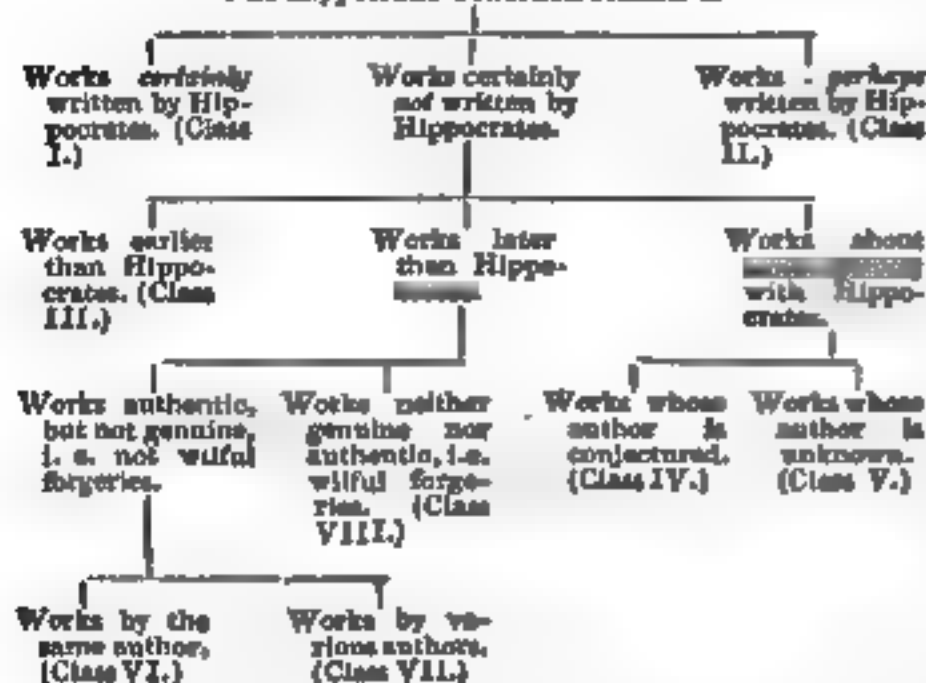 Works certainly
written by Hip-
pocrates. (Class
I.)
Works certainly
not written by
Hippocrates.
Works perhaps
written by Hip-
pocrates. (Class
II.)
Works earlier
than Hippo-
crates. (Class
III.)
Works later
than Hippo-
Works about
with Hippo-
crates.
Works authentic,
but not genuine,
i. e. not wilful
forgeries.
Works neither
genuine nor
authentic, i.e.
wilful forge-
ries. (Class
VIII.)
Works whose
author is
conjectured.
(Class IV.)
Works whose
author is
unknown.
(Class V.)
Works by the
same author,
(Class VI.)
Works by va-
rious authors.
(Class VII.)